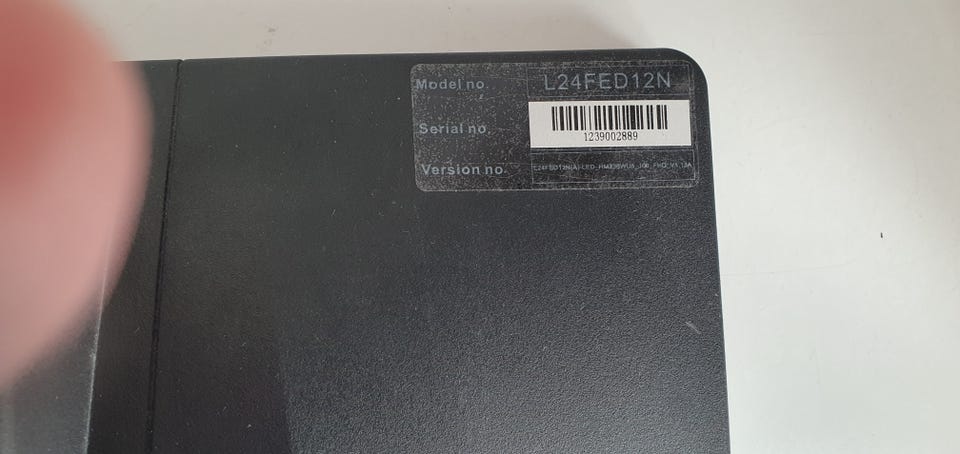 Model no. L24FED12N
Serial no. 1239002889
Version no